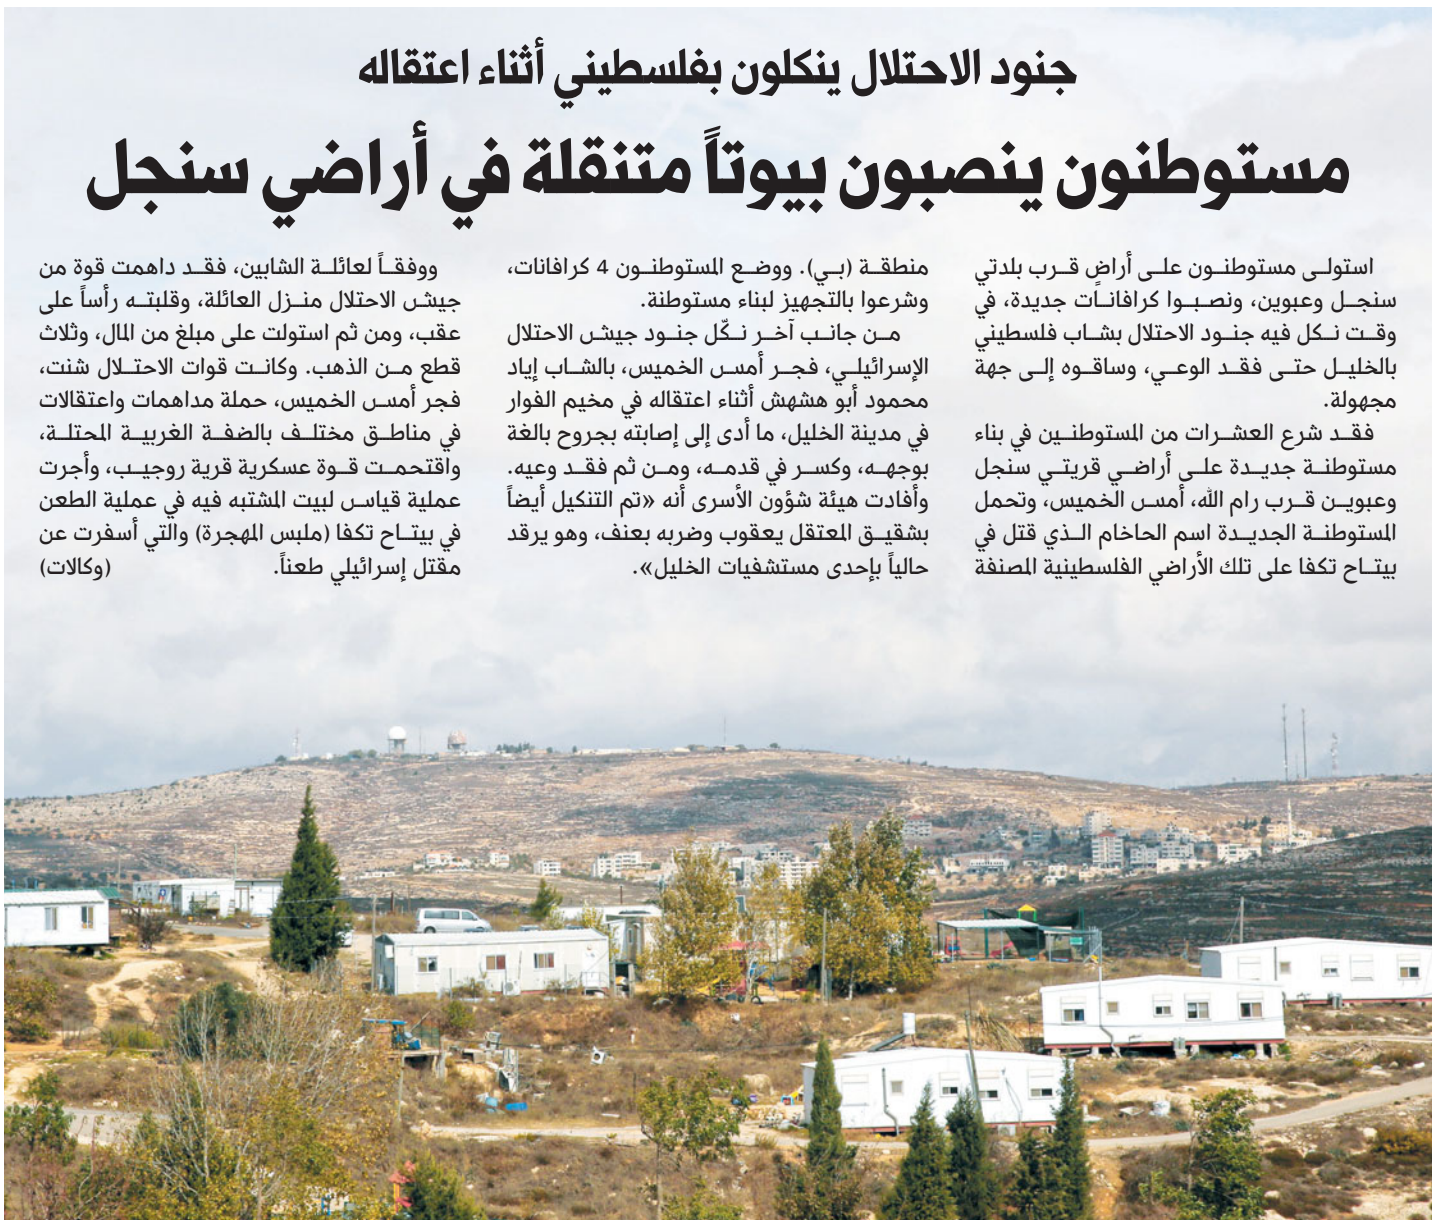 جنود الاحتلال ينكلون بفلسطيني أثناء اعتقاله
مستوطنون ينصبون بيوتاً متنقلة في أراضي سنجل
استولى مستوطنون على أراضٍ قرب بلدتي
سنجل وعبوين، ونصبوا كرافانات جديدة، في
وقت نكل فيه جنود الاحتلال بشاب فلسطيني
بالخليل حتى فقد الوعي، وساقوه إلى جهة
مجهولة.
فقد شرع العشرات من المستوطنين في بناء
مستوطنة جديدة على أراضي قريتي سنجل
وعبوين قرب رام الله، أمس الخميس، وتحمل
المستوطنة الجديدة اسم الحاخام الذي قتل في
بيتاح تكفا على تلك الأراضي الفلسطينية المصنفة
منطقة (بي). ووضع المستوطنون 4 كرافانات،
وشرعوا بالتجهيز لبناء مستوطنة.
من جانب آخر نكّل جنود جيش الاحتلال
الإسرائيلي، فجر أمس الخميس، بالشاب إياد
محمود أبو هشهش أثناء اعتقاله في مخيم الفوار
في مدينة الخليل، ما أدى إلى إصابته بجروح بالغة
بوجهه، وكسر في قدمه، ومن ثم فقد وعيه.
وأفادت هيئة شؤون الأسرى أنه «تم التنكيل أيضاً
بشقيق المعتقل يعقوب وضربه بعنف، وهو يرقد
حالياً بإحدى مستشفيات الخليل».
ووفقاً لعائلة الشابين، فقد داهمت قوة من
جيش الاحتلال منزل العائلة، وقلبته رأساً على
عقب، ومن ثم استولت على مبلغ من المال، وثلاث
قطع من الذهب. وكانت قوات الاحتلال شنت،
فجر أمس الخميس، حملة مداهمات واعتقالات
في مناطق مختلف بالضفة الغربية المحتلة،
واقتحمت قوة عسكرية قرية روجيب، وأجرت
عملية قياس لبيت المشتبه فيه في عملية الطعن
في بيتاح تكفا (ملبس المهجرة) والتي أسفرت عن
مقتل إسرائيلي طعناً. (وكالات)